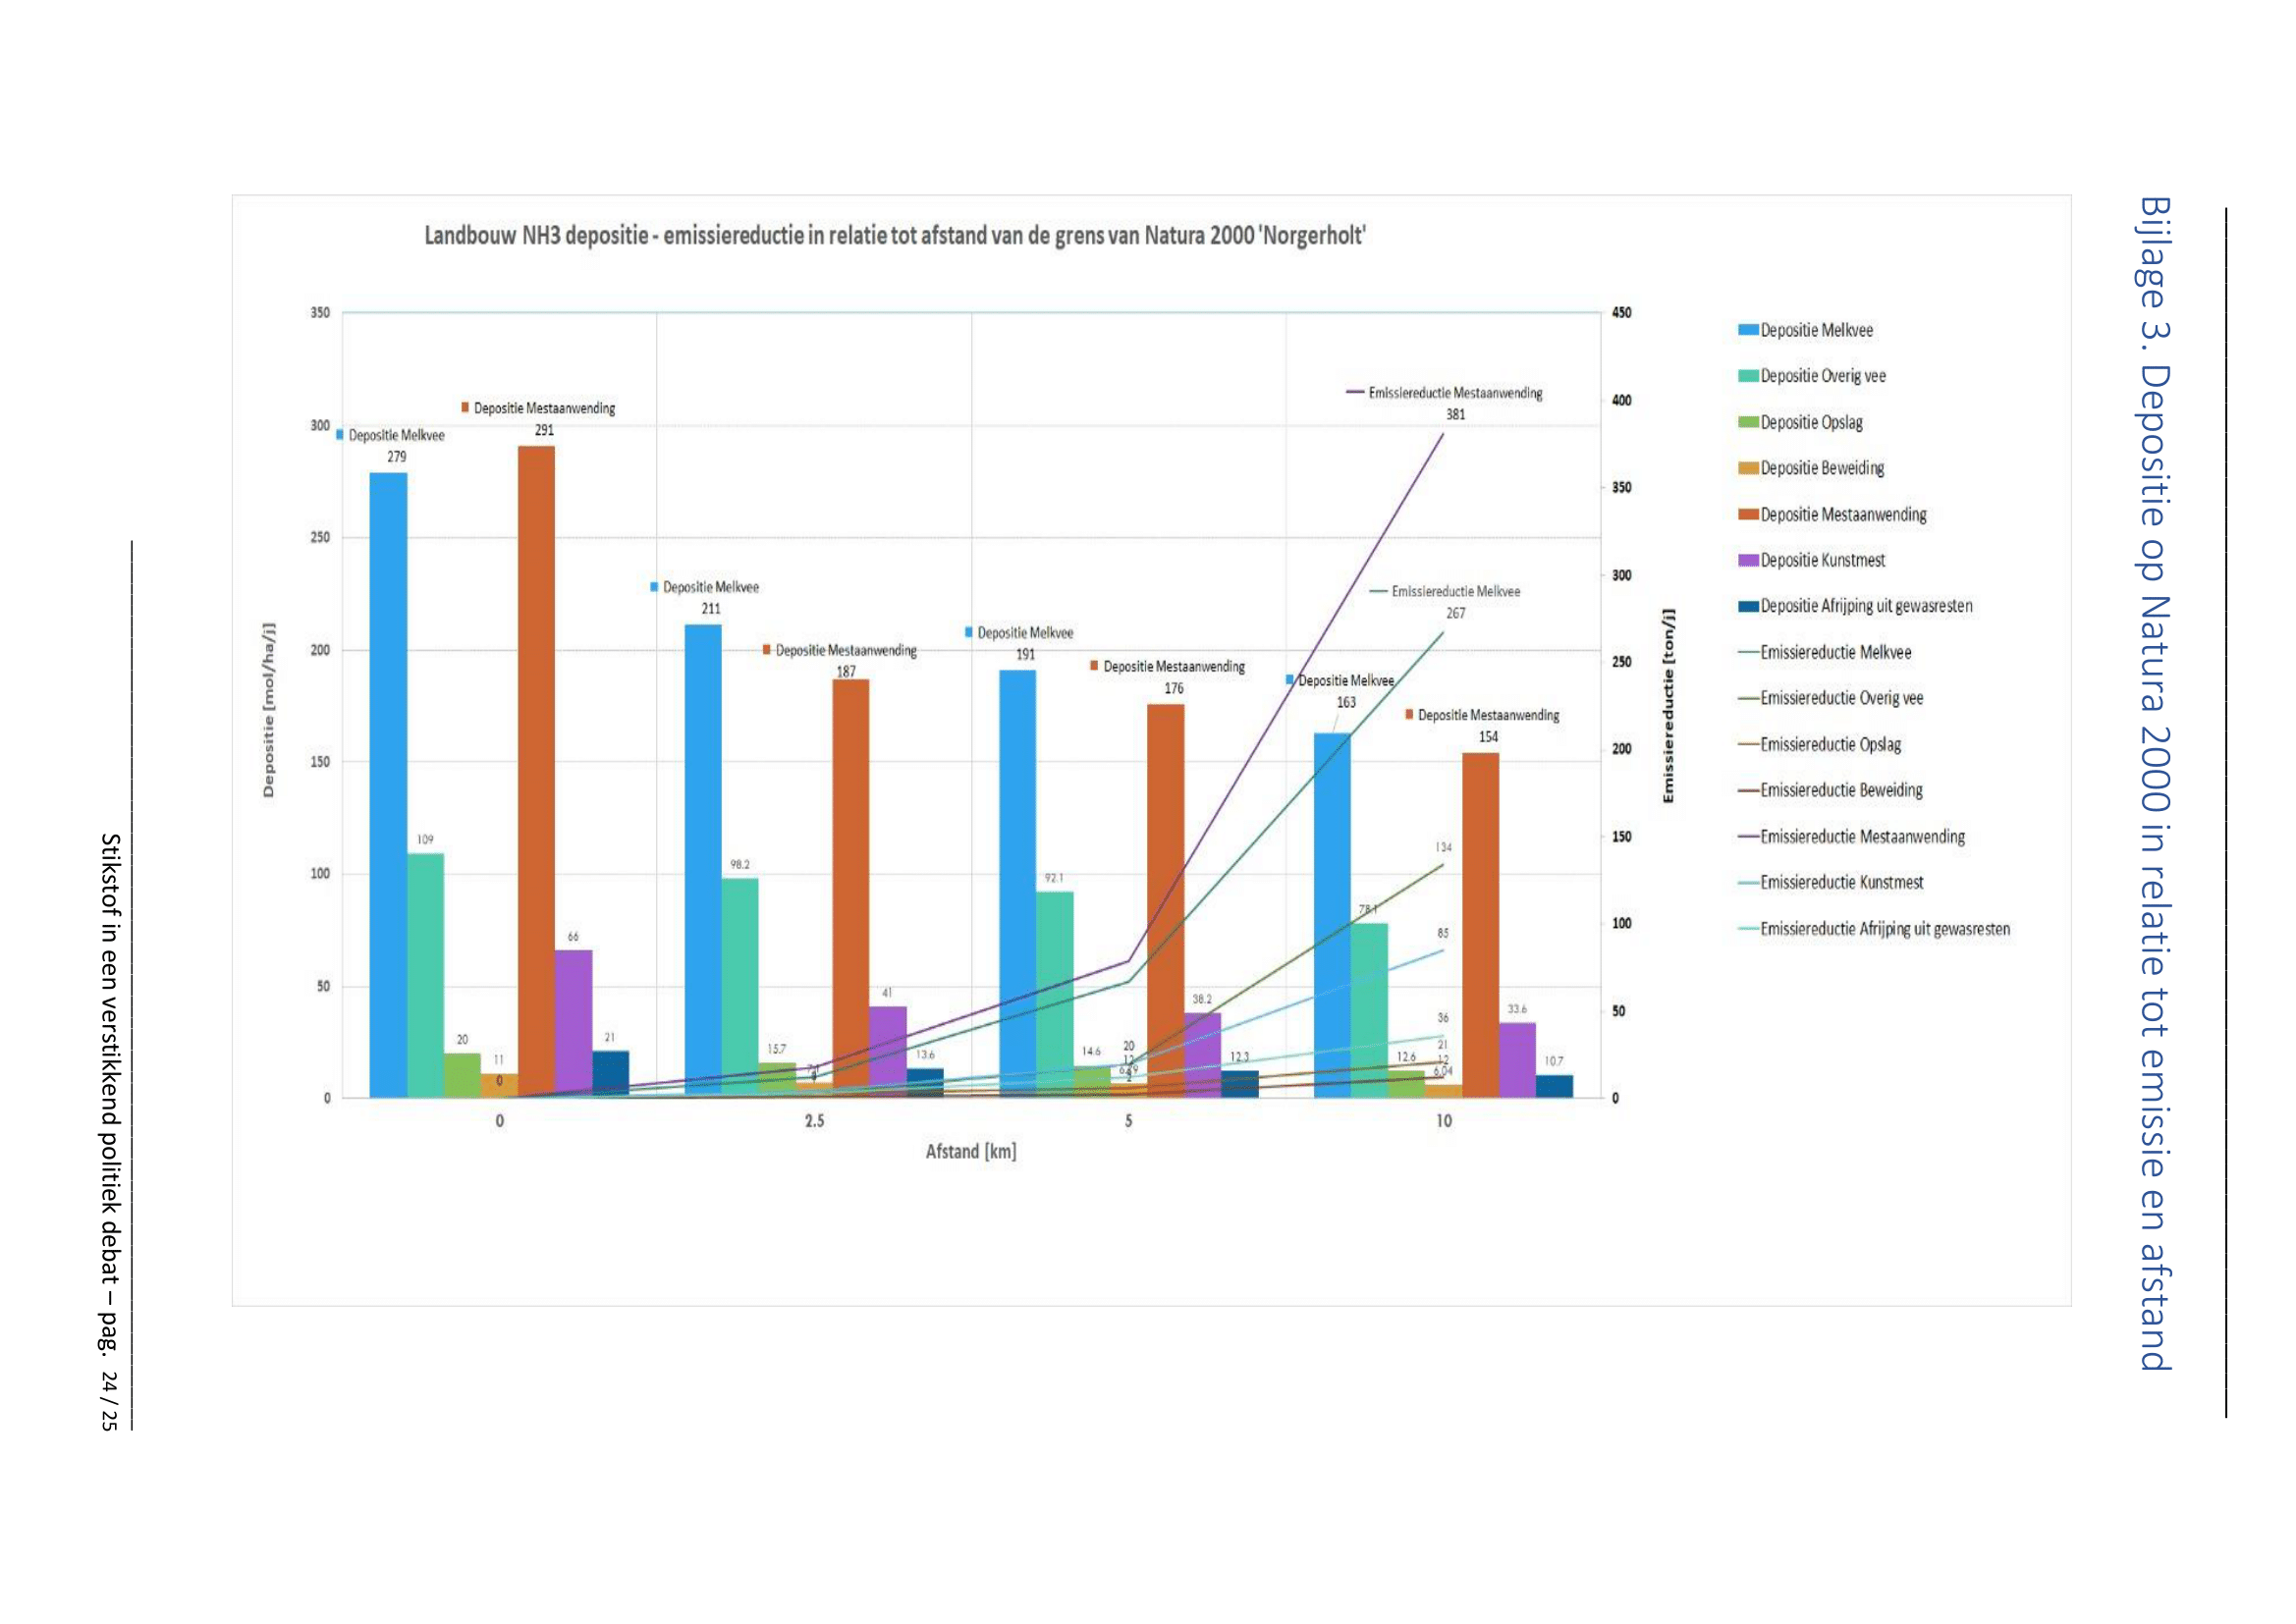 Bijlage 3. Depositie op Natura 2000 in relatie tot emissie en afstand
Landbouw NH3 depositie - emissiereductie in relatie tot afstand van de grens van Natura 2000 'Norgerholt'
350
300
250
200
150
100
50
0
Depositie [mol/ha/j]
450
400
350
300
250
200
150
100
50
0
Emissiereductie [ton/j]
Depositie Melkvee
279
Depositie Mestaanwending
291
109
20
11
0
66
21
Depositie Melkvee
211
Depositie Mestaanwending
187
98.2
15.7
41
13.6
Depositie Melkvee
191
Depositie Mestaanwending
176
92.1
14.6
20
12
38.2
12.3
Depositie Melkvee
163
Depositie Mestaanwending
154
78.1
12.6
6.04
33.6
10.7
Emissiereductie Mestaanwending
381
Emissiereductie Melkvee
267
134
85
36
21
12
0
2.5
5
10
Afstand [km]
Depositie Melkvee
Depositie Overig vee
Depositie Opslag
Depositie Beweiding
Depositie Mestaanwending
Depositie Kunstmest
Depositie Afrijping uit gewasresten
Emissiereductie Melkvee
Emissiereductie Overig vee
Emissiereductie Opslag
Emissiereductie Beweiding
Emissiereductie Mestaanwending
Emissiereductie Kunstmest
Emissiereductie Afrijping uit gewasresten
Stikstof in een verstikkend politiek debat – pag. 24 / 25